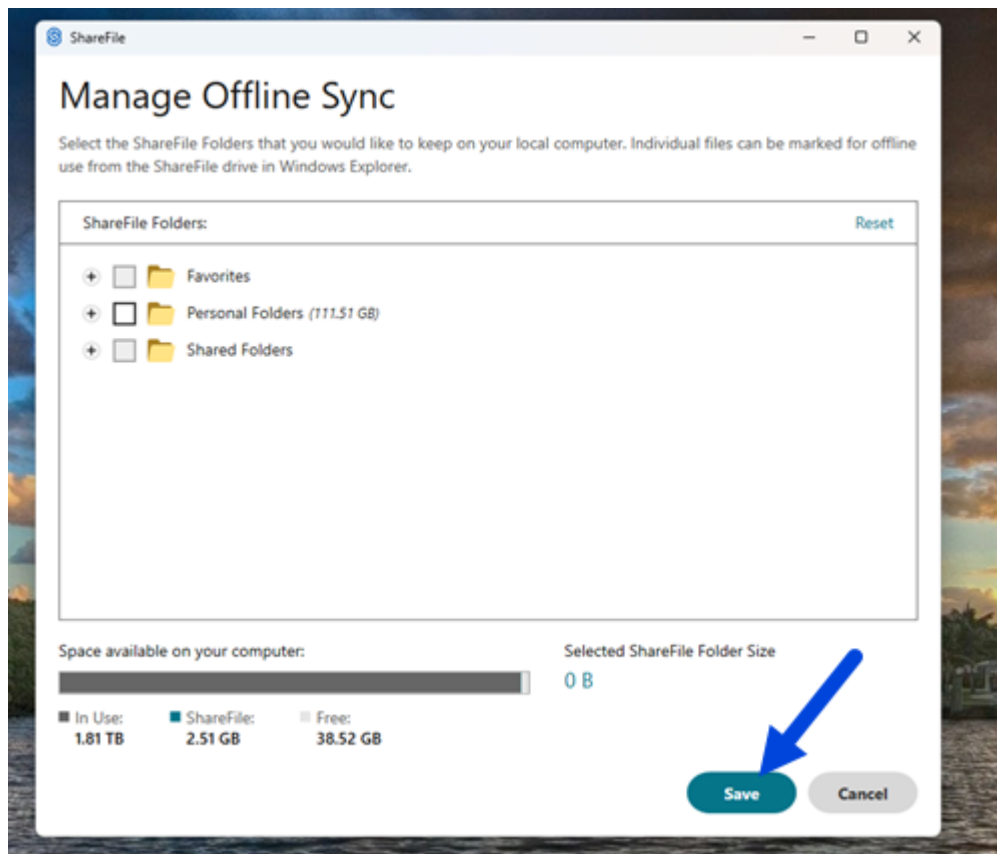 ShareFile
Manage Offline Sync
Select the ShareFile Folders that you would like to keep on your local computer. Individual files can be marked for offline
use from the ShareFile drive in Windows Explorer.
ShareFile Folders:
Reset
Favorites
Personal Folders (111.51 GB)
Shared Folders
Space available on your computer:
Selected ShareFile Folder Size
0 B
In Use: ShareFile: Free:
1.81 TB 2.51 GB 38.52 GB
Save Cancel